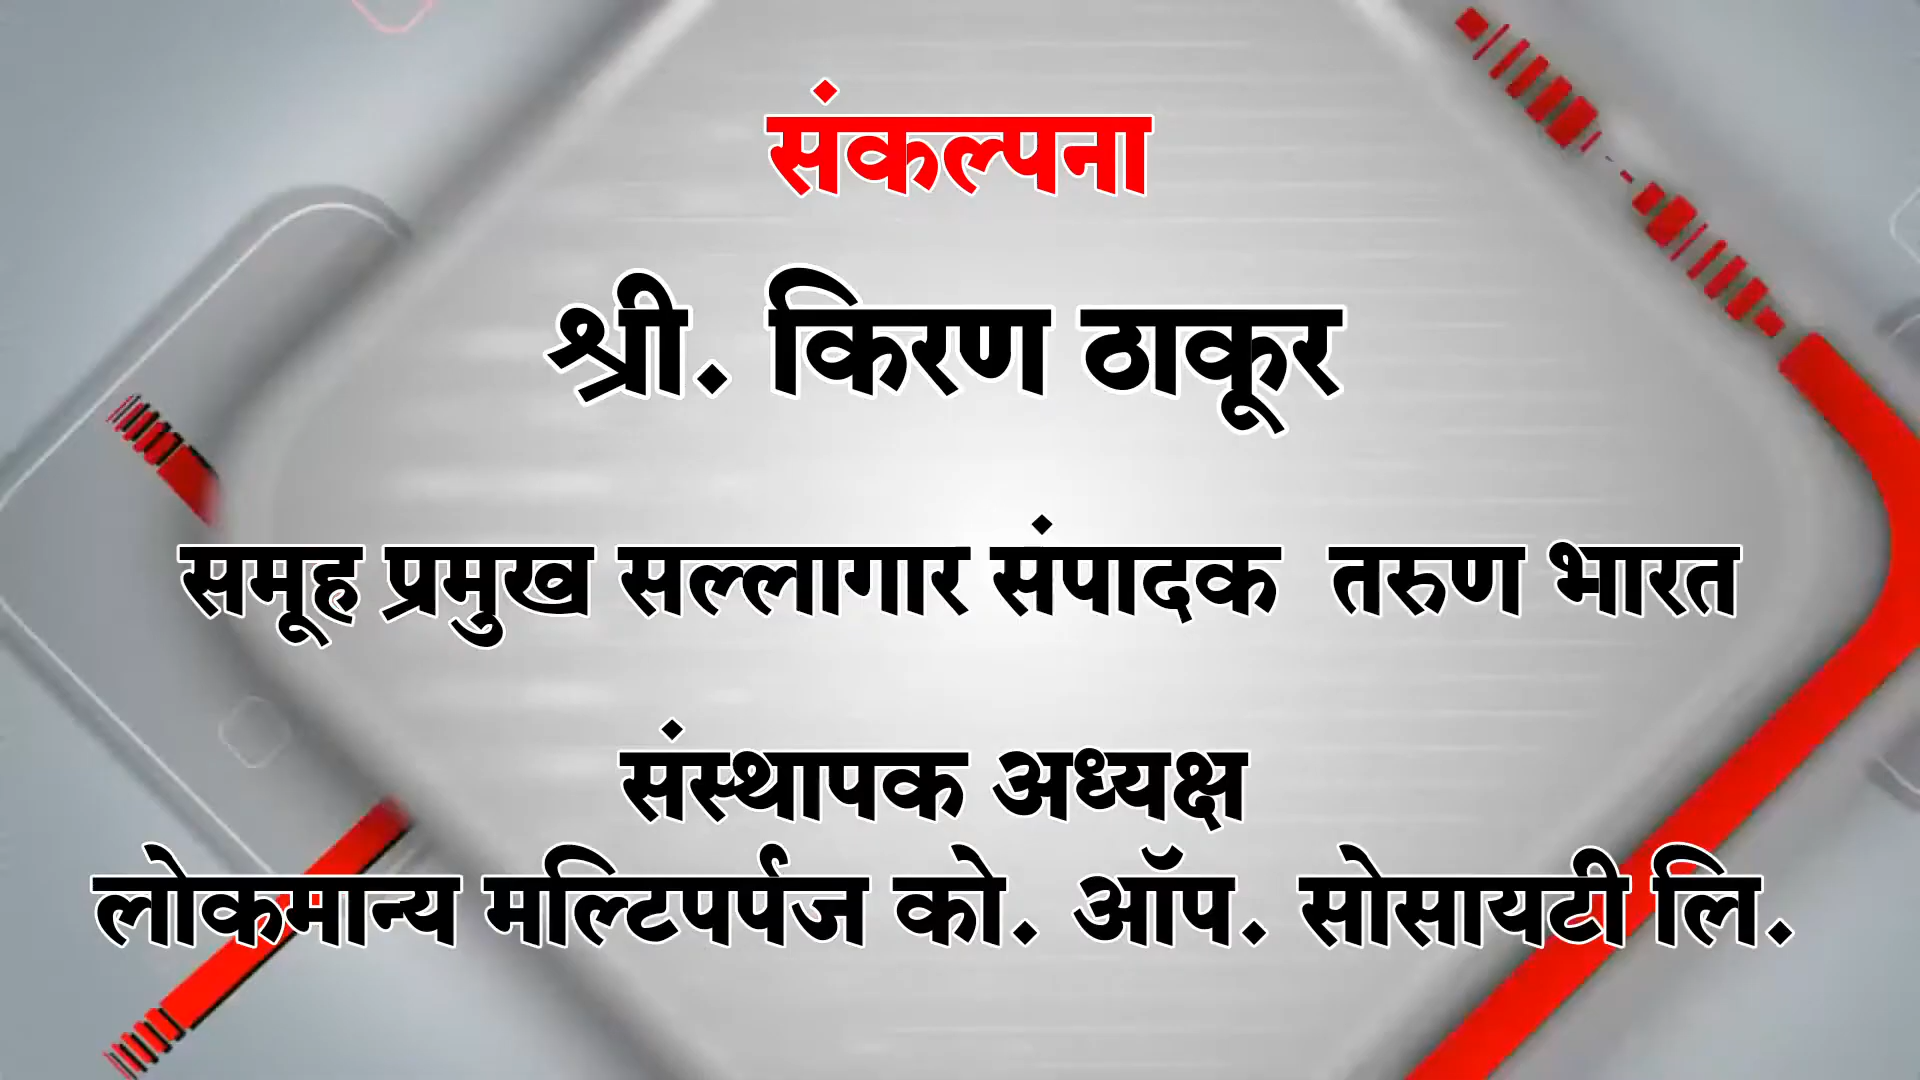 संकल्पना
श्री. किरण ठाकूर
समूह प्रमुख सल्लागार संपादक तरुण भारत
संस्थापक अध्यक्ष
लोकमान्य मल्टिपर्पज को. ऑप. सोसायटी लि.